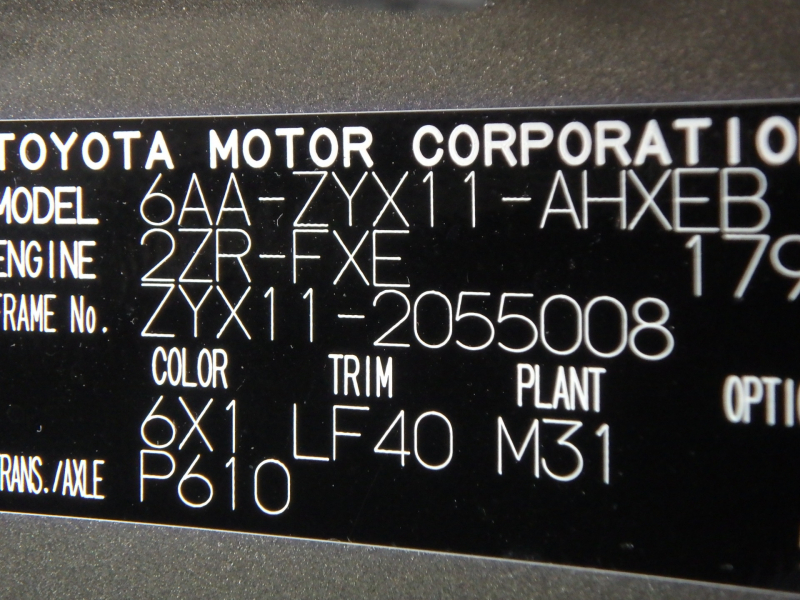 TOYOTA MOTOR CORPORATIO
MODEL 6AA-ZYX11-AHXEB
ENGINE 2ZR-FXE 179
FRAME No. ZYX11-2055008
COLOR TRIM PLANT OPTIO
6X1 LF40 M31
TRANS./AXLE P610